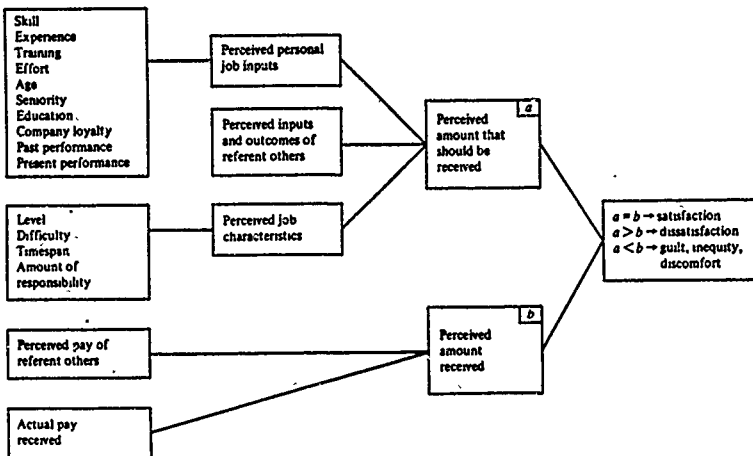 Skill
Experience
Training
Effort
Age
Seniority
Education
Company loyalty
Past performance
Present performance
Perceived personal
job inputs
Perceived inputs
and outcomes of
referent others
Level
Difficulty
Timespan
Amount of
responsibility
Perceived job
characteristics
a
Perceived
amount that
should be
received
Perceived pay of
referent others
Actual pay
received
b
Perceived
amount
received
a = b → satisfaction
a > b → dissatisfaction
a < b → guilt, inequity,
discomfort